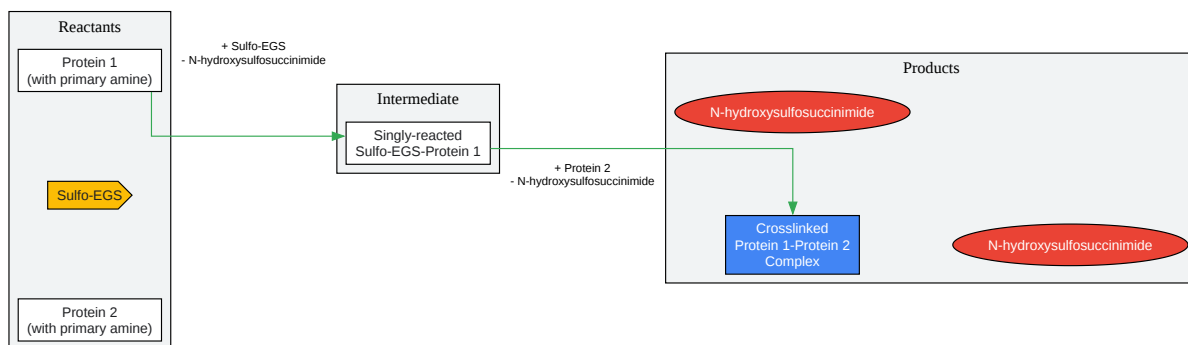 Reactants
Protein 1
(with primary amine)
Sulfo-EGS
Protein 2
(with primary amine)
+ Sulfo-EGS
- N-hydroxysulfosuccinimide
Intermediate
Singly-reacted
Sulfo-EGS-Protein 1
+ Protein 2
- N-hydroxysulfosuccinimide
Products
N-hydroxysulfosuccinimide
Crosslinked
Protein 1-Protein 2
Complex
N-hydroxysulfosuccinimide